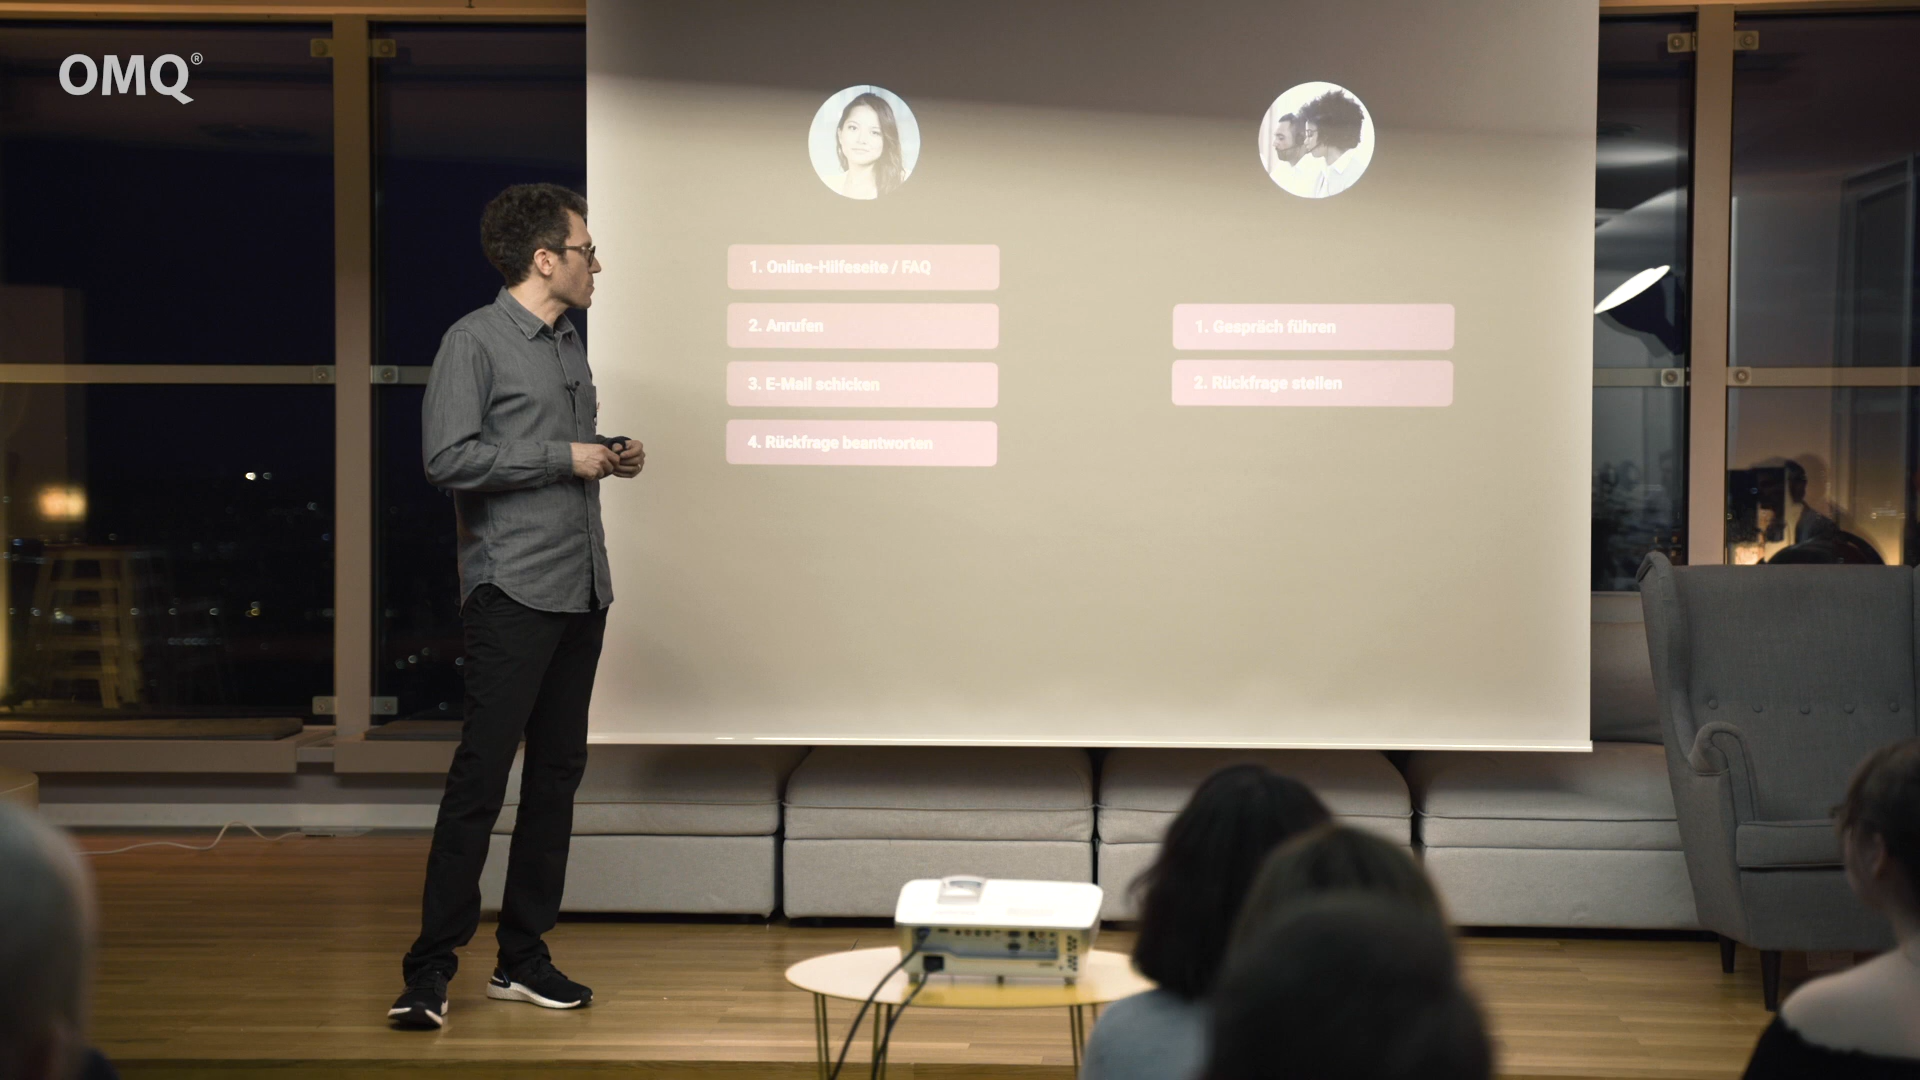 OMQ®
1. Online-Hilfeseite / FAQ
2. Anrufen
3. E-Mail schicken
4. Rückfrage beantworten
1. Gespräch führen
2. Rückfrage stellen